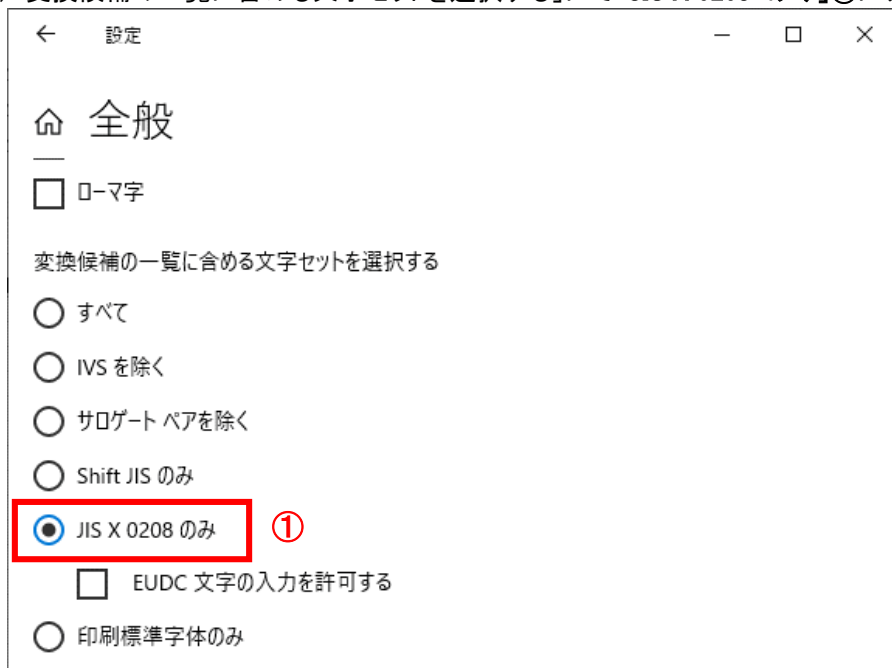 設定
全般
ローマ字
変換候補の一覧に含める文字セットを選択する
すべて
IVS を除く
サロゲート ペアを除く
Shift JIS のみ
JIS X 0208 のみ ①
EUDC 文字の入力を許可する
印刷標準字体のみ